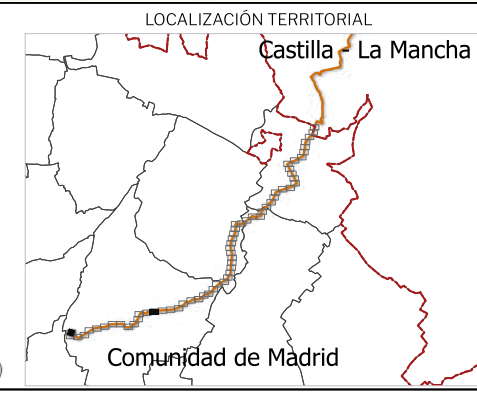 LOCALIZACIÓN TERRITORIAL
Castilla - La Mancha
Comunidad de Madrid